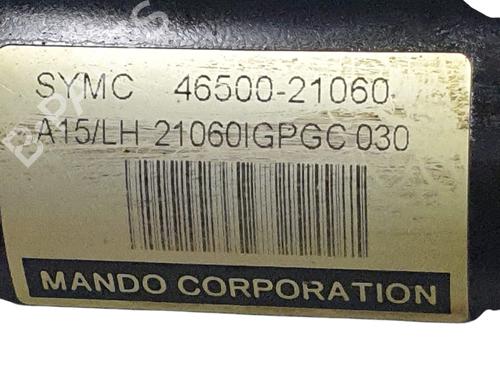 SYMC 46500-21060
A15/LH 21060IGPGC 030
MANDO CORPORATION